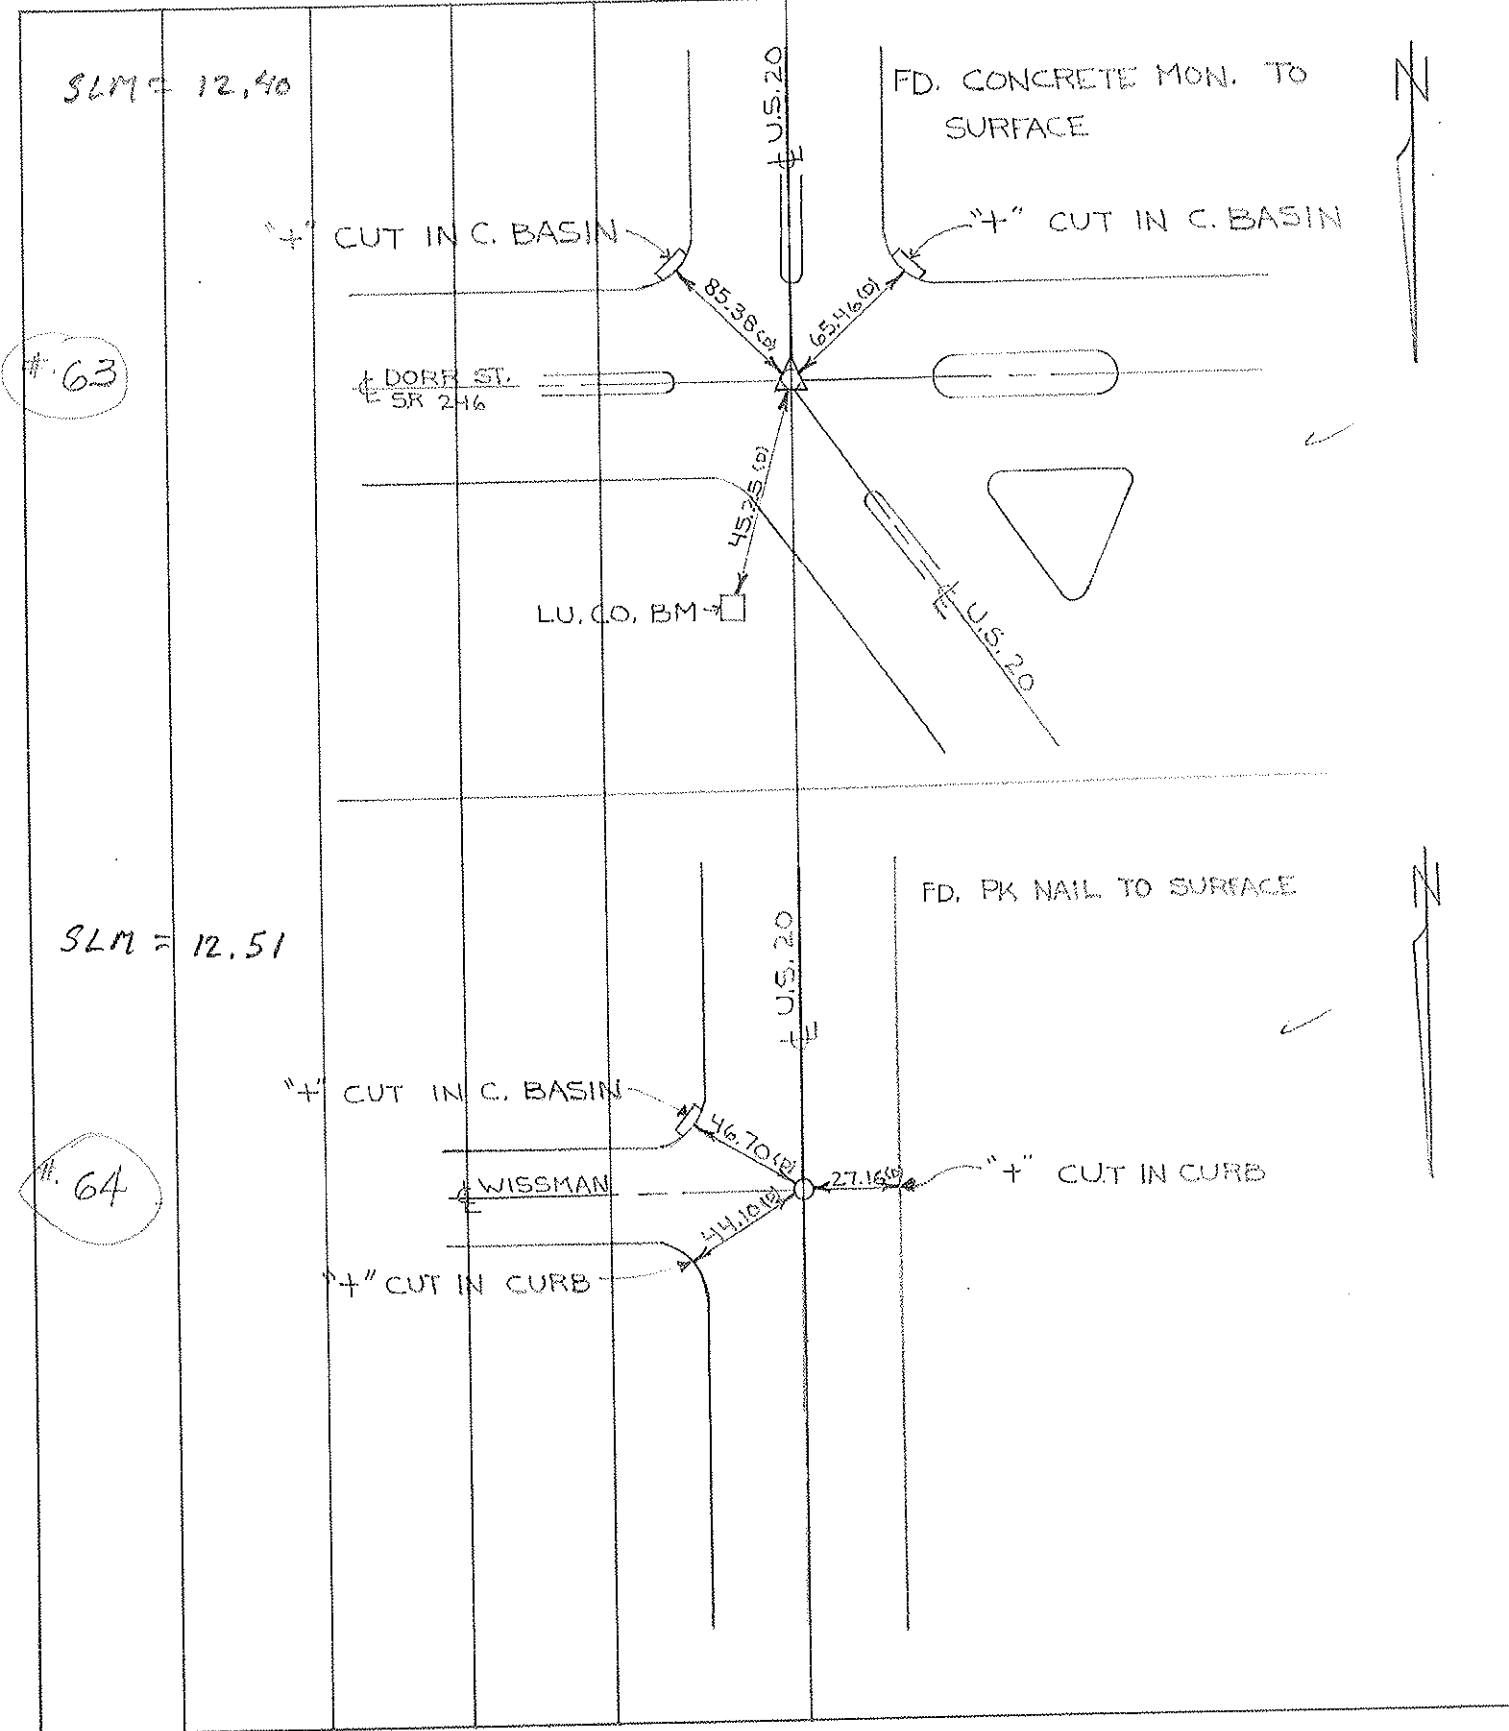 SLM = 12.40
℄ U.S. 20
FD. CONCRETE MON. TO
SURFACE
N
"+" CUT IN C. BASIN
"+" CUT IN C. BASIN
85.38 (D)
65.46 (D)
#. 63
℄ DORR ST.
SR 246
45.25 (D)
LU. CO. BM
℄ U.S. 20
FD. PK NAIL TO SURFACE
N
SLM = 12.51
℄ U.S. 20
"+" CUT IN C. BASIN
46.70 (D)
#. 64
℄ WISSMAN
27.16 (D)
"+" CUT IN CURB
44.10 (D)
"+" CUT IN CURB